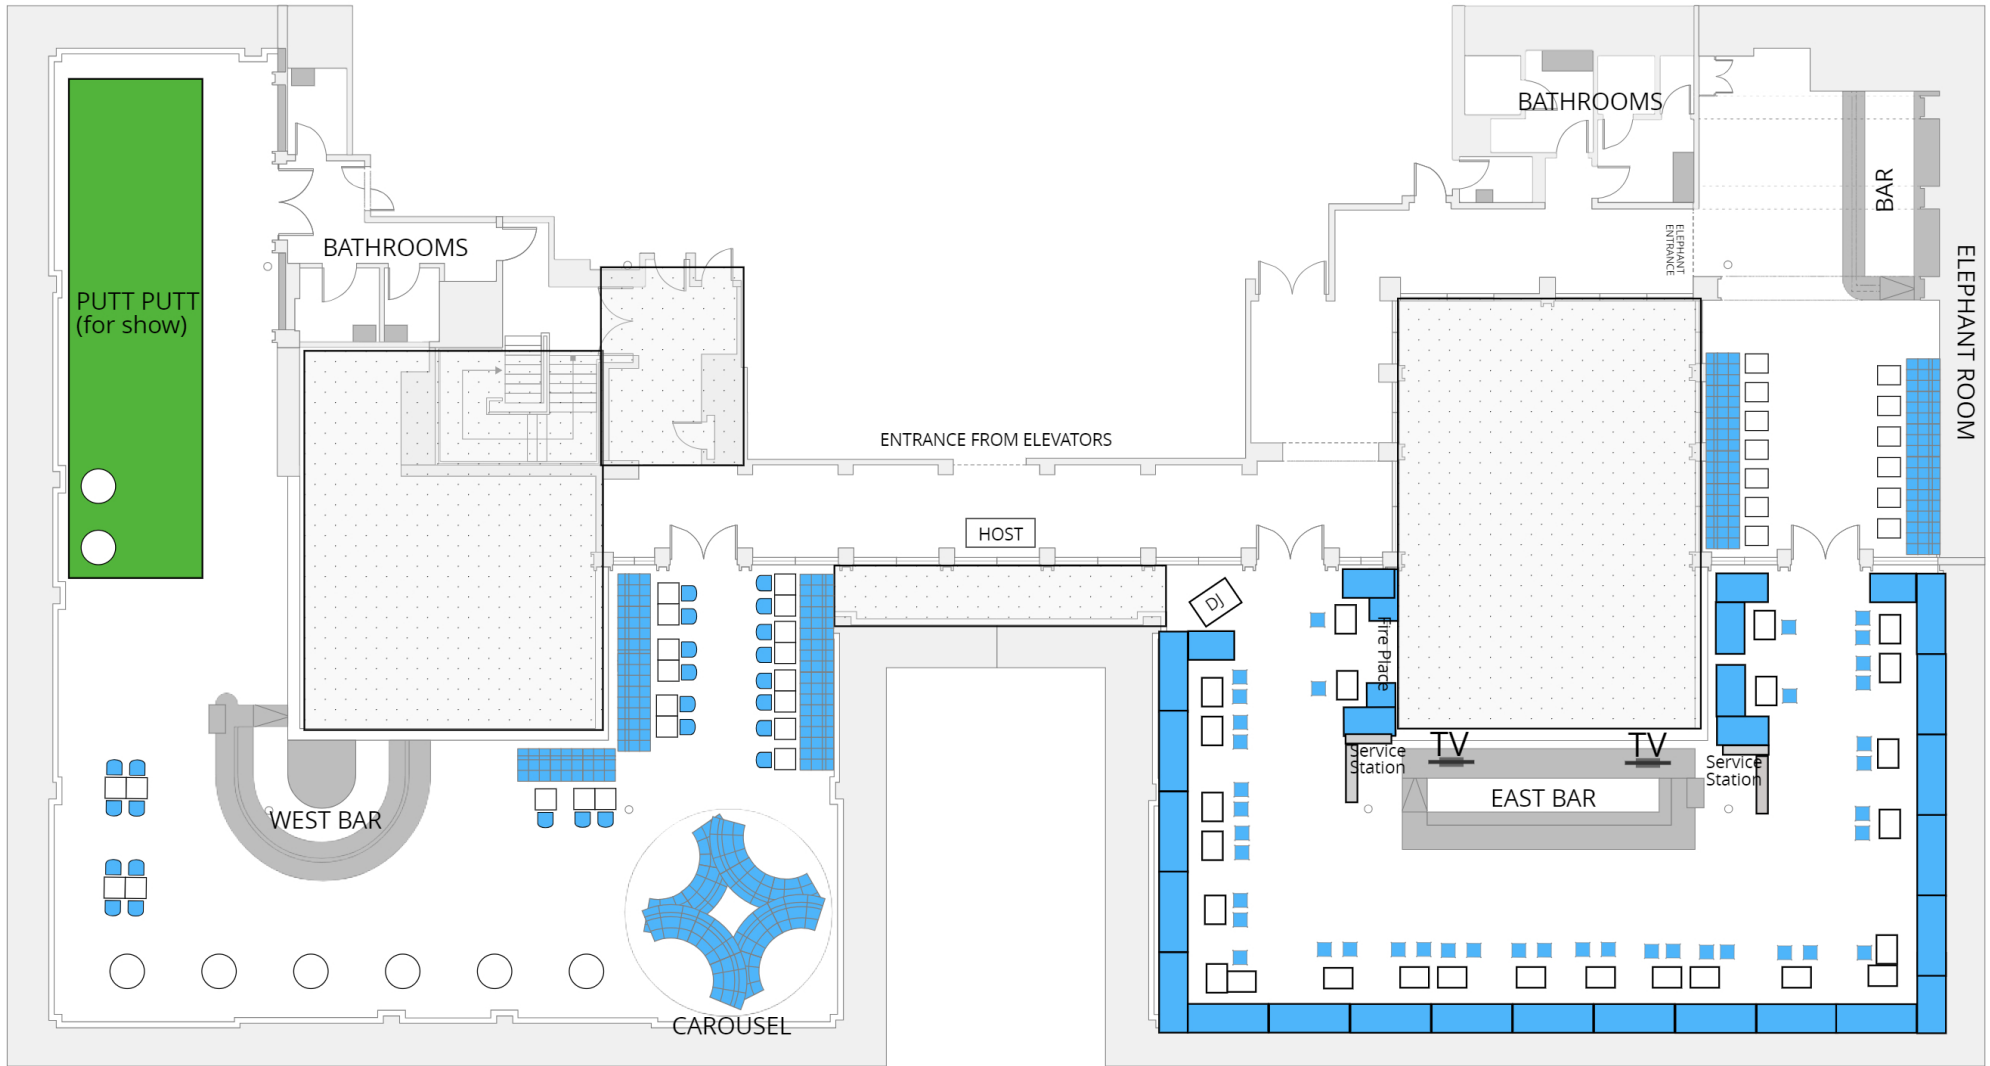 BATHROOMS
BATHROOMS
BAR
ELEPHANT
ENTRANCE
ELEPHANT ROOM
PUTT PUTT
(for show)
ENTRANCE FROM ELEVATORS
HOST
DJ
Fire Place
TV
TV
Service
Station
Service
Station
WEST BAR
EAST BAR
CAROUSEL